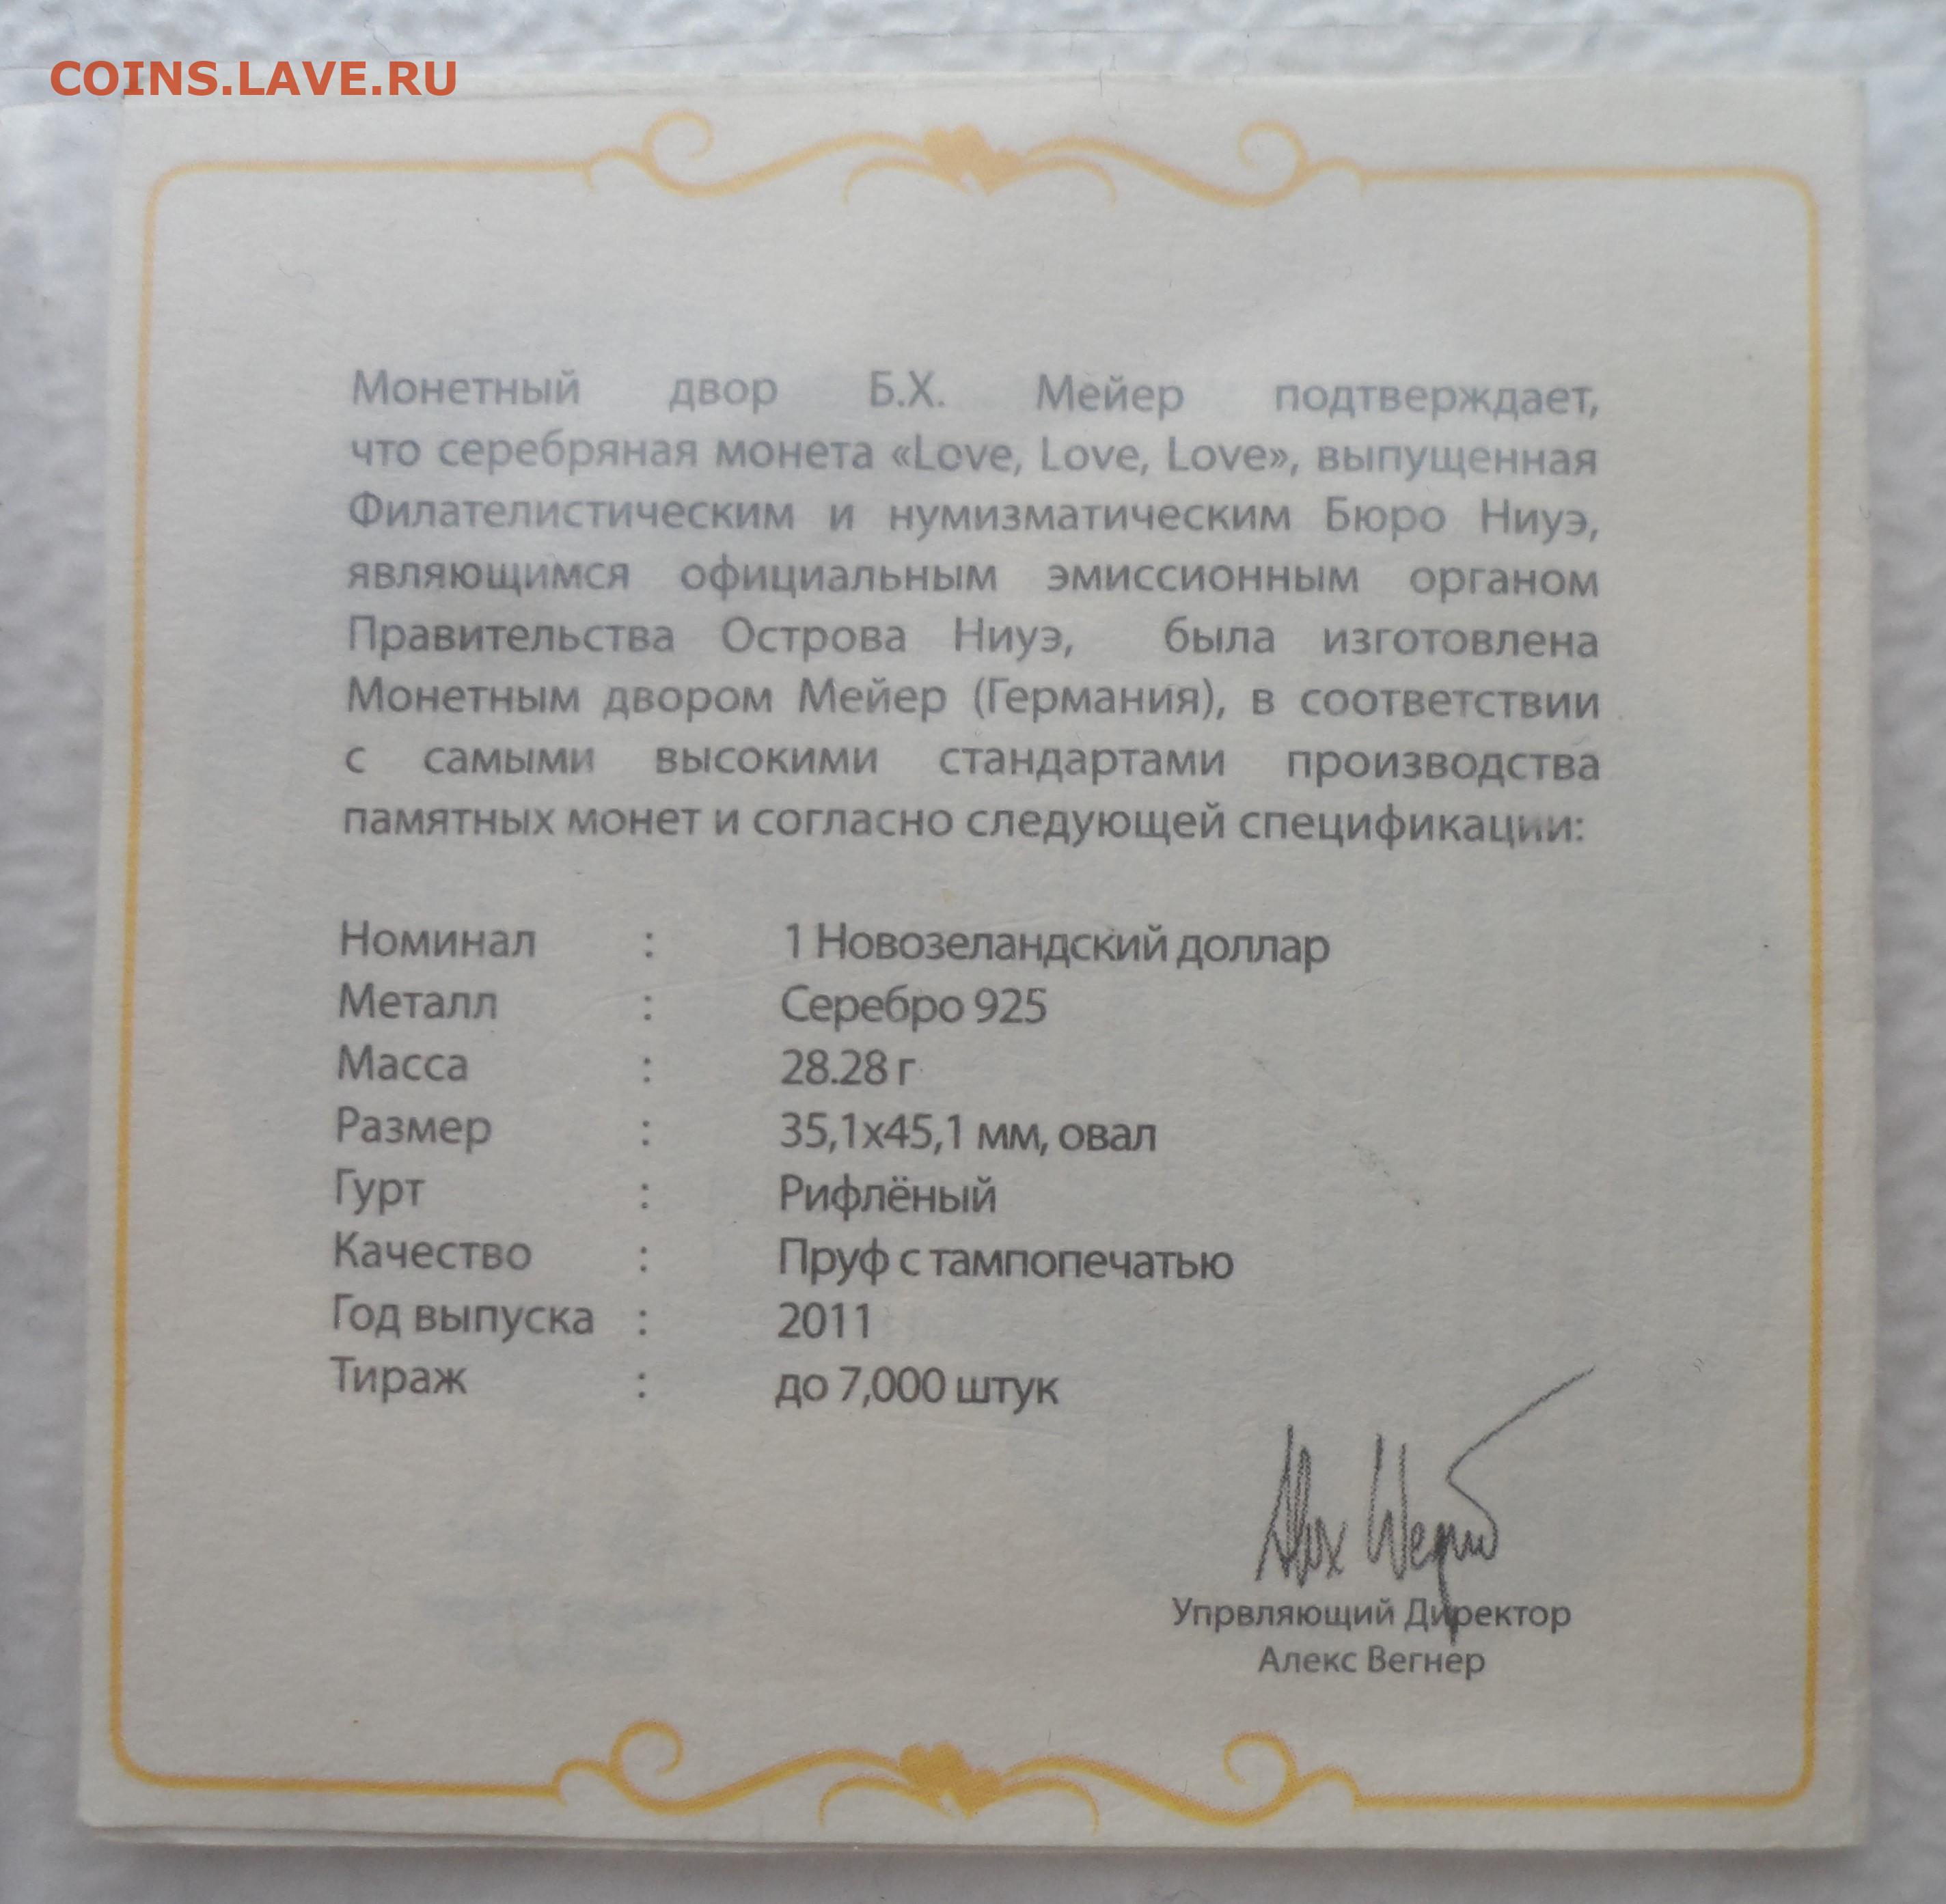 COINS.LAVE.RU
Монетный двор Б.Х. Мейер подтверждает,
что серебряная монета «Love, Love, Love», выпущенная
Филателистическим и нумизматическим Бюро Ниуэ,
являющимся официальным эмиссионным органом
Правительства Острова Ниуэ, была изготовлена
Монетным двором Мейер (Германия), в соответствии
с самыми высокими стандартами производства
памятных монет и согласно следующей спецификации:
Номинал : 1 Новозеландский доллар
Металл : Серебро 925
Масса : 28.28 г
Размер : 35,1х45,1 мм, овал
Гурт : Рифлёный
Качество : Пруф с тампопечатью
Год выпуска : 2011
Тираж : до 7,000 штук
Alex Wegner
Упрвляющий Директор
Алекс Вегнер